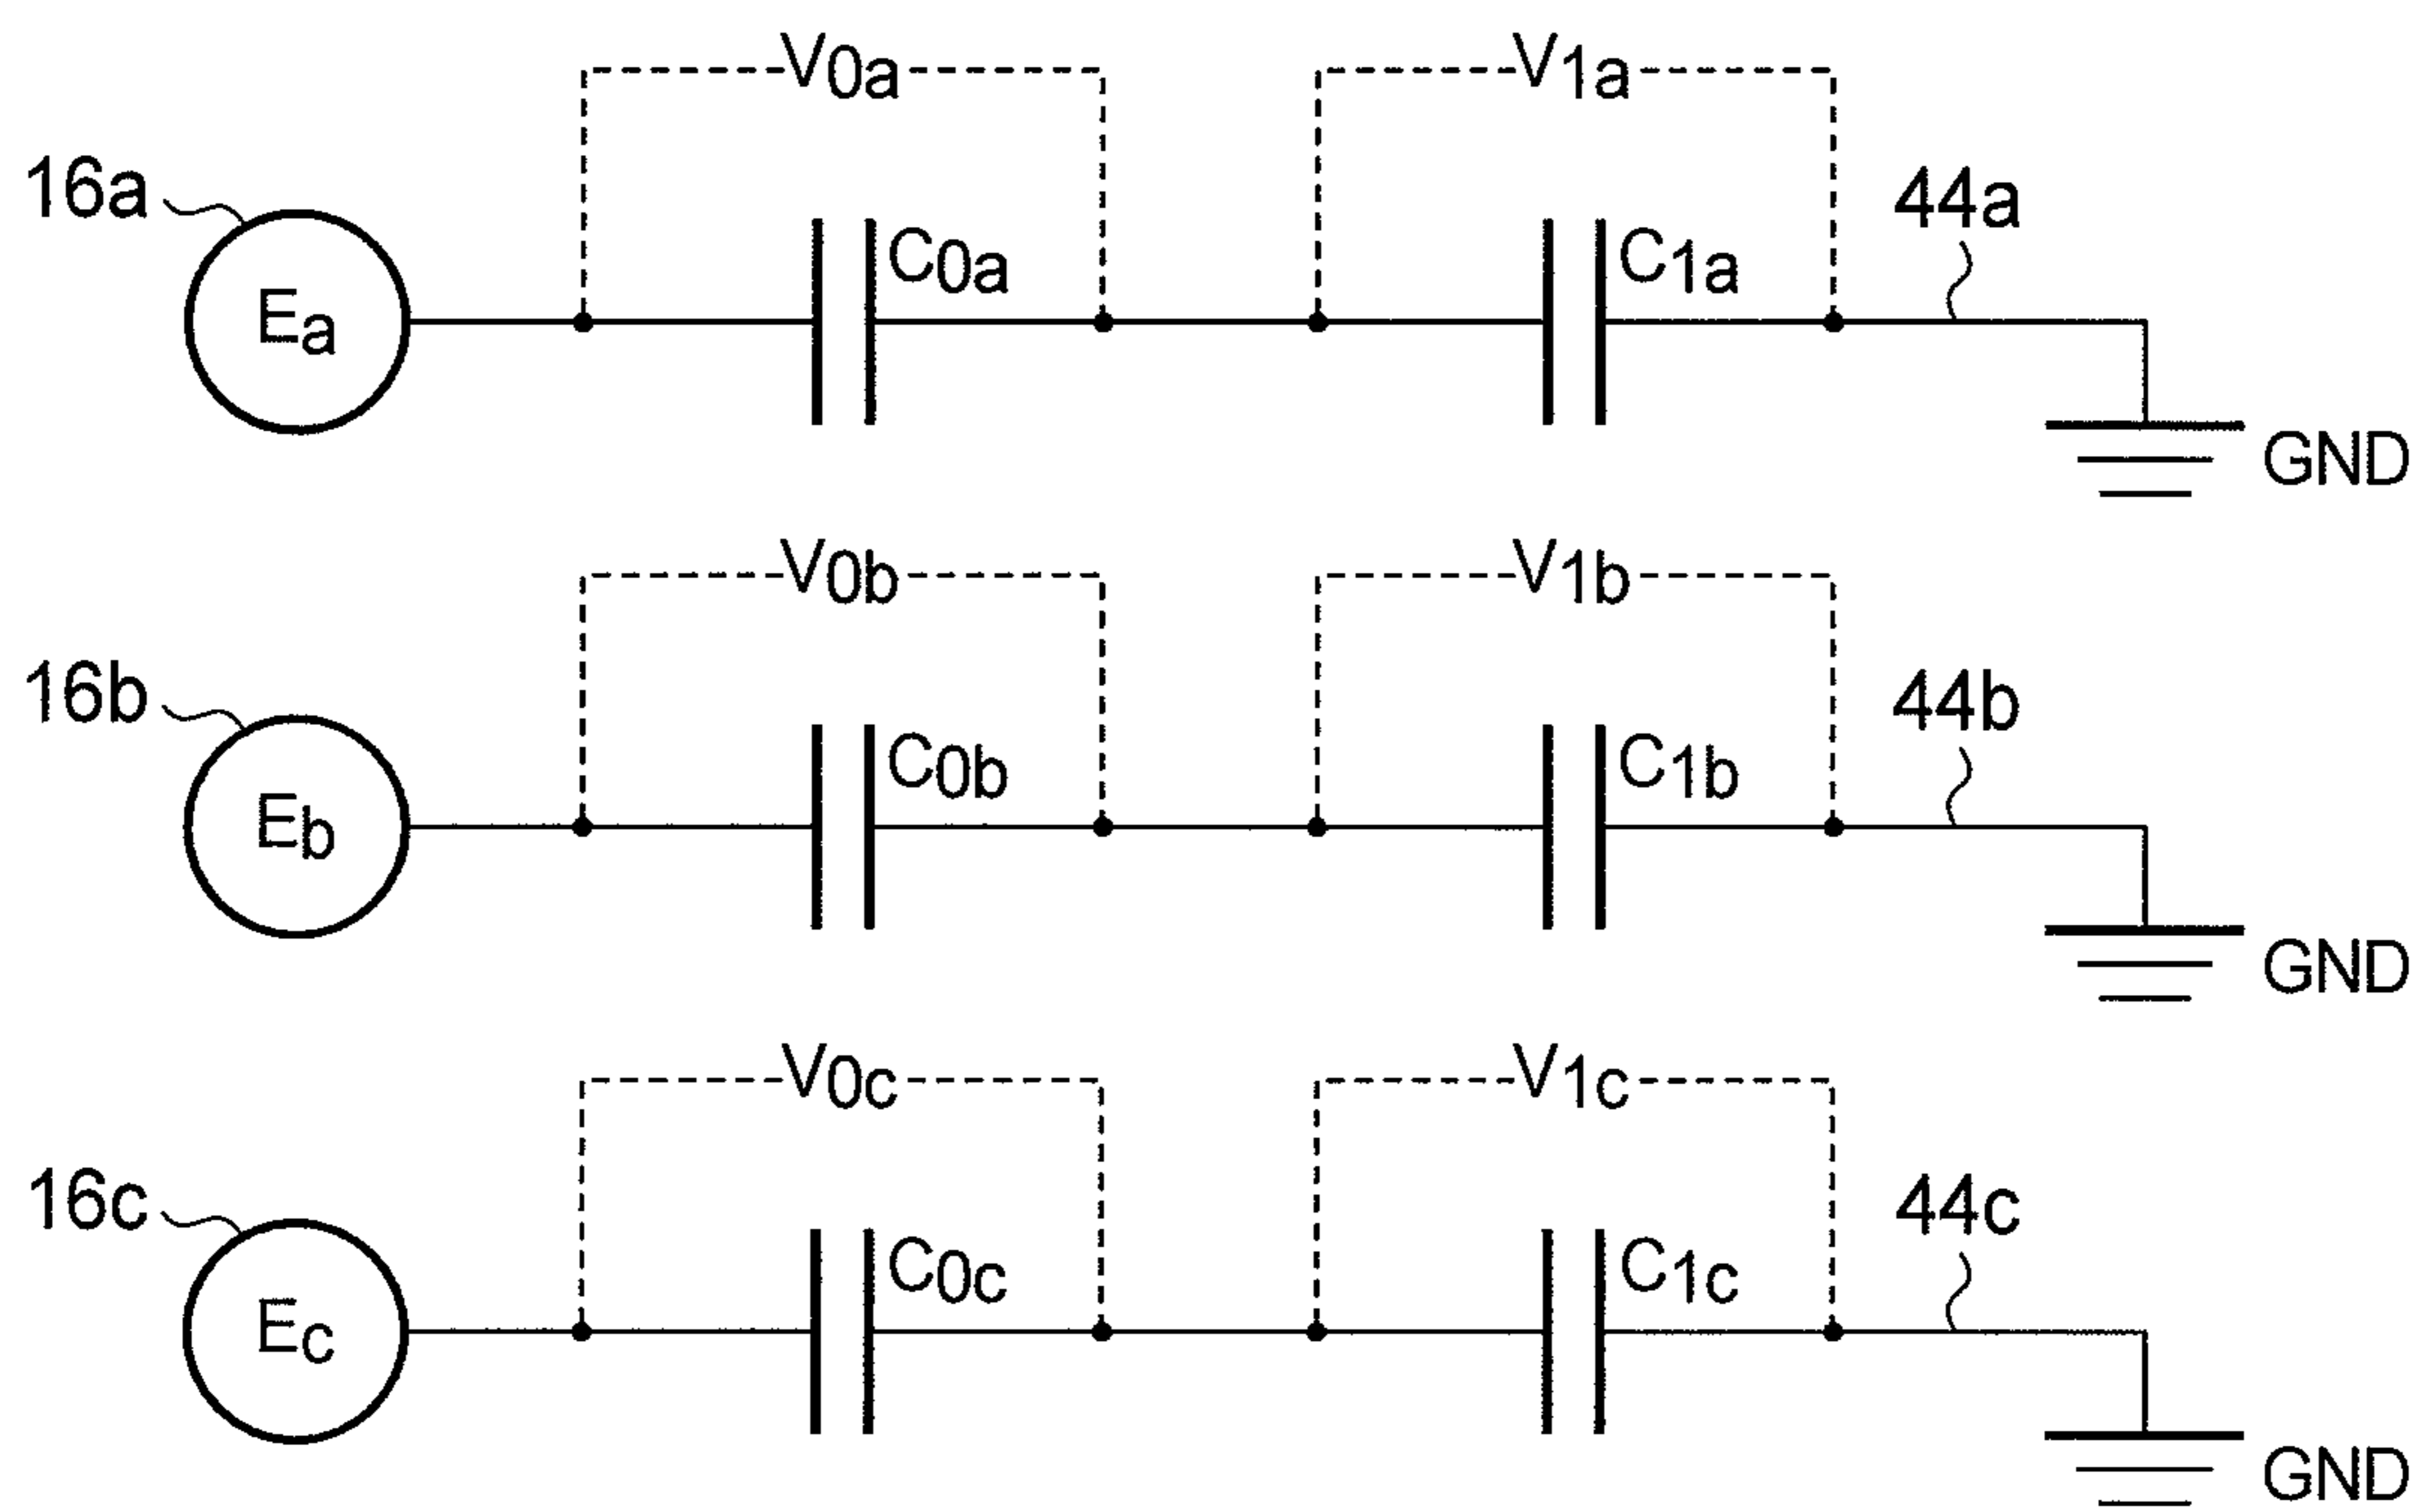 V0a V1a
16a 44a
Ea C0a C1a
GND
V0b V1b
16b 44b
Eb C0b C1b
GND
V0c V1c
16c 44c
Ec C0c C1c
GND